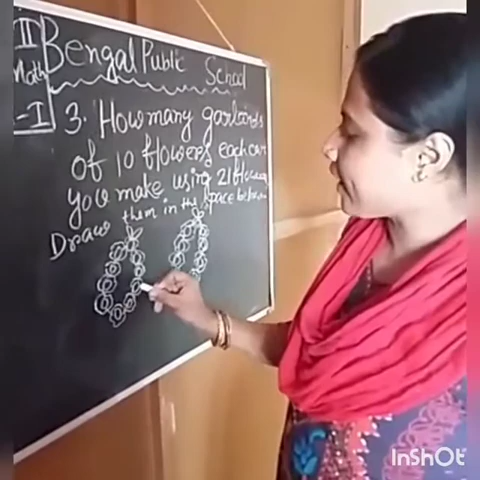 II
Math
-I
Bengal Public School
3. How many garlands
of 10 flowers each can
you make using 21 flowers
Draw them in the space below.
InShOt